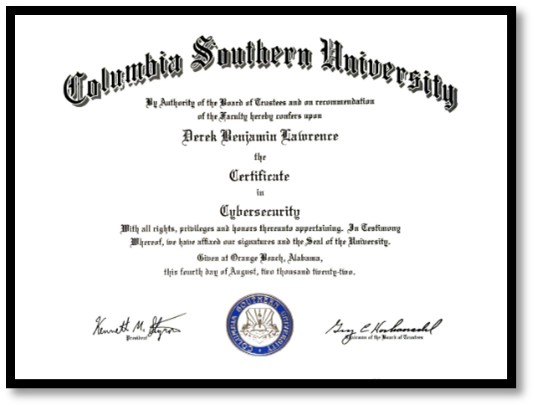 Columbia Southern University
By Authority of the Board of Trustees and on recommendation
of the Faculty hereby confers upon
Derek Benjamin Lawrence
the
Certificate
in
Cybersecurity
With all rights, privileges and honors thereunto appertaining. In Testimony
Whereof, we have affixed our signatures and the Seal of the University.
Given at Orange Beach, Alabama,
this fourth day of August, two thousand twenty-two.
Kenneth M. Styron
President
COLUMBIA SOUTHERN UNIVERSITY
of the Board of Trustees